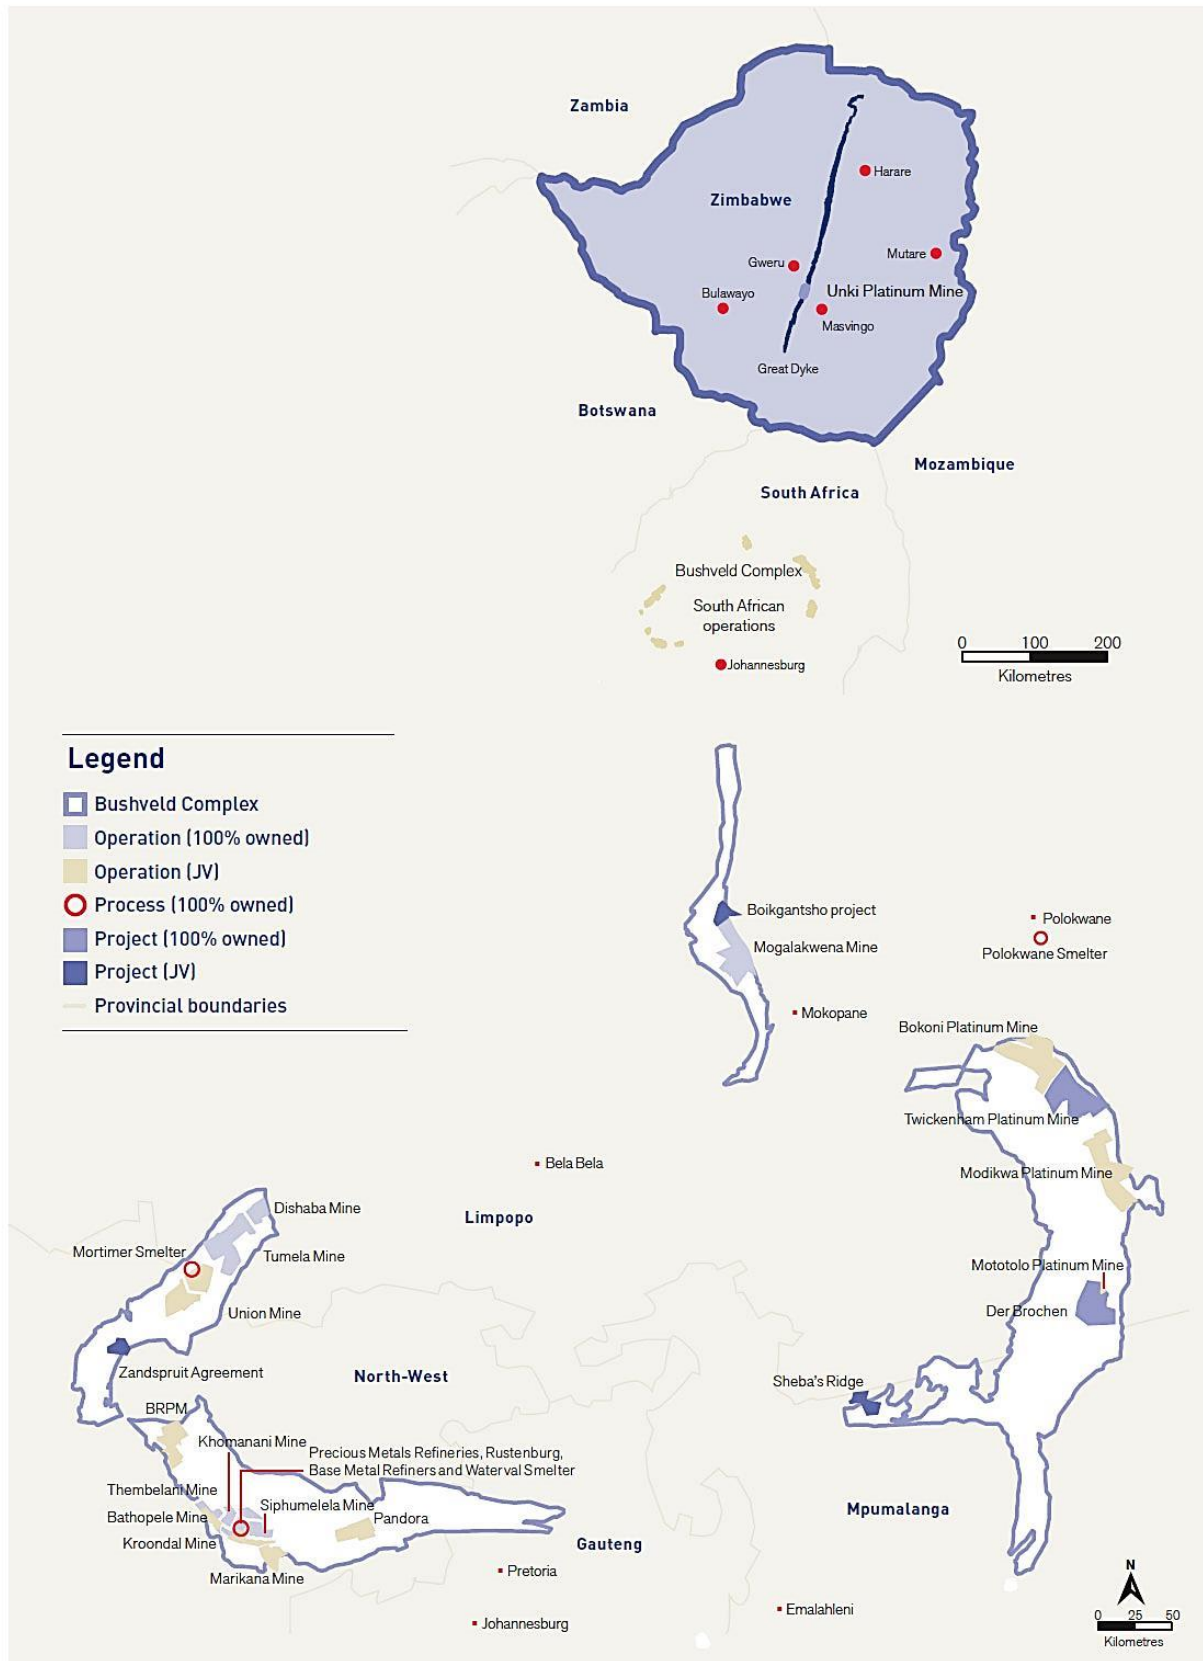 Zambia
Harare
Zimbabwe
Mutare
Gweru
Unki Platinum Mine
Bulawayo
Masvingo
Great Dyke
Botswana
Mozambique
South Africa
Bushveld Complex
South African
operations
Johannesburg
0 100 200
Kilometres
Legend
Bushveld Complex
Operation (100% owned)
Operation (JV)
Process (100% owned)
Project (100% owned)
Project (JV)
Provincial boundaries
Boikgantsho project
Mogalakwena Mine
Mokopane
Polokwane
Polokwane Smelter
Bokoni Platinum Mine
Twickenham Platinum Mine
Modikwa Platinum Mine
Bela Bela
Limpopo
Dishaba Mine
Mortimer Smelter
Tumela Mine
Union Mine
Mototolo Platinum Mine
Der Brochen
Zandspruit Agreement
North-West
Sheba's Ridge
BRPM
Khomanani Mine
Precious Metals Refineries, Rustenburg,
Base Metal Refiners and Waterval Smelter
Thembelani Mine
Siphumelela Mine
Bathopele Mine
Pandora
Kroondal Mine
Marikana Mine
Mpumalanga
Gauteng
Pretoria
Emalahleni
Johannesburg
N
0 25 50
Kilometres